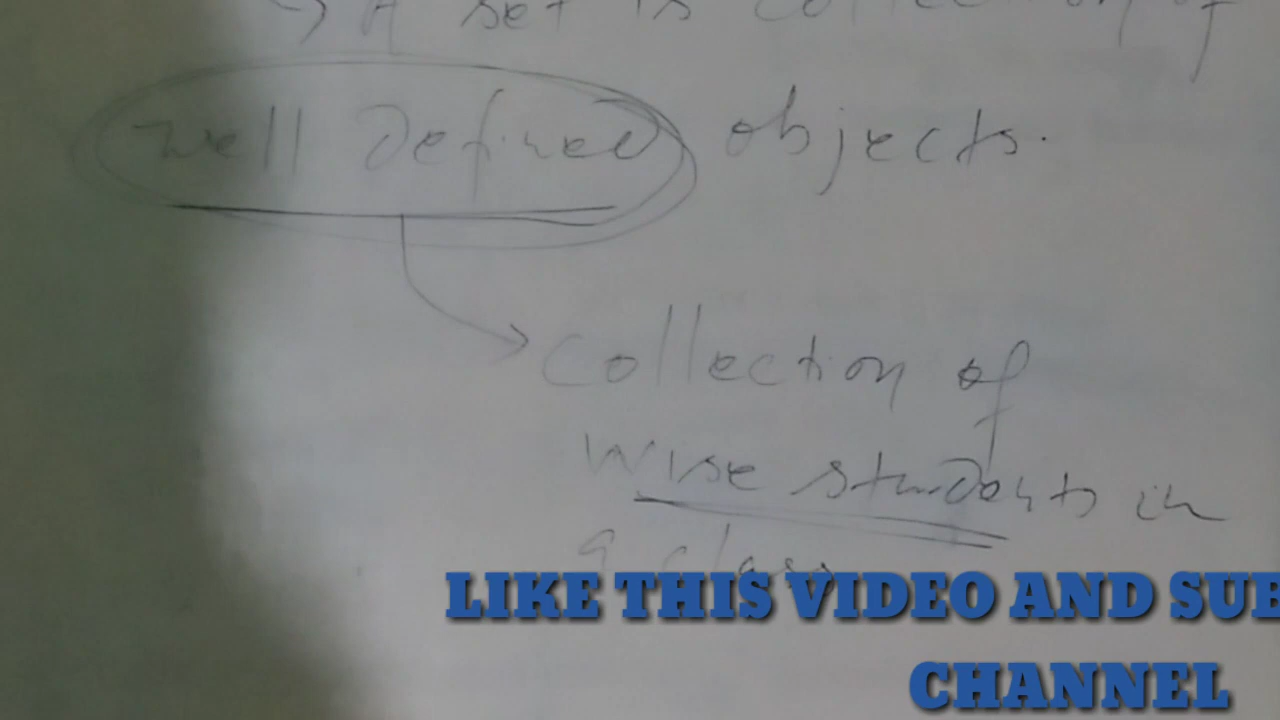 → A set is collection of
well Defined objects.
Collection of
wise students in
a class
LIKE THIS VIDEO AND SUB
CHANNEL